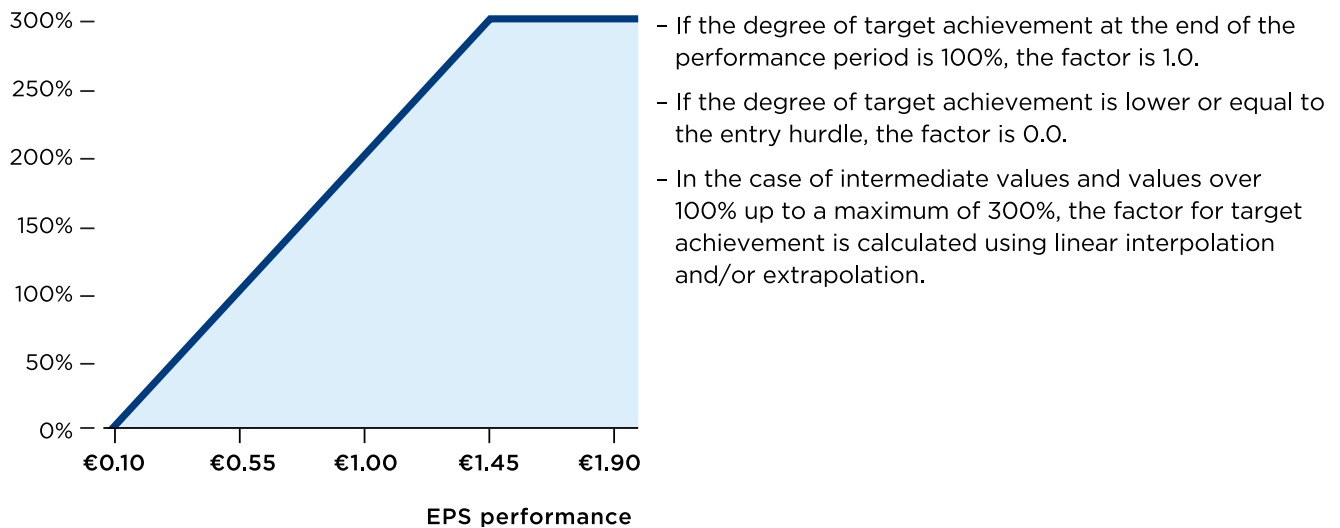 300%
250%
200%
150%
100%
50%
0%
€0.10 €0.55 €1.00 €1.45 €1.90
EPS performance
– If the degree of target achievement at the end of the
performance period is 100%, the factor is 1.0.
– If the degree of target achievement is lower or equal to
the entry hurdle, the factor is 0.0.
– In the case of intermediate values and values over
100% up to a maximum of 300%, the factor for target
achievement is calculated using linear interpolation
and/or extrapolation.